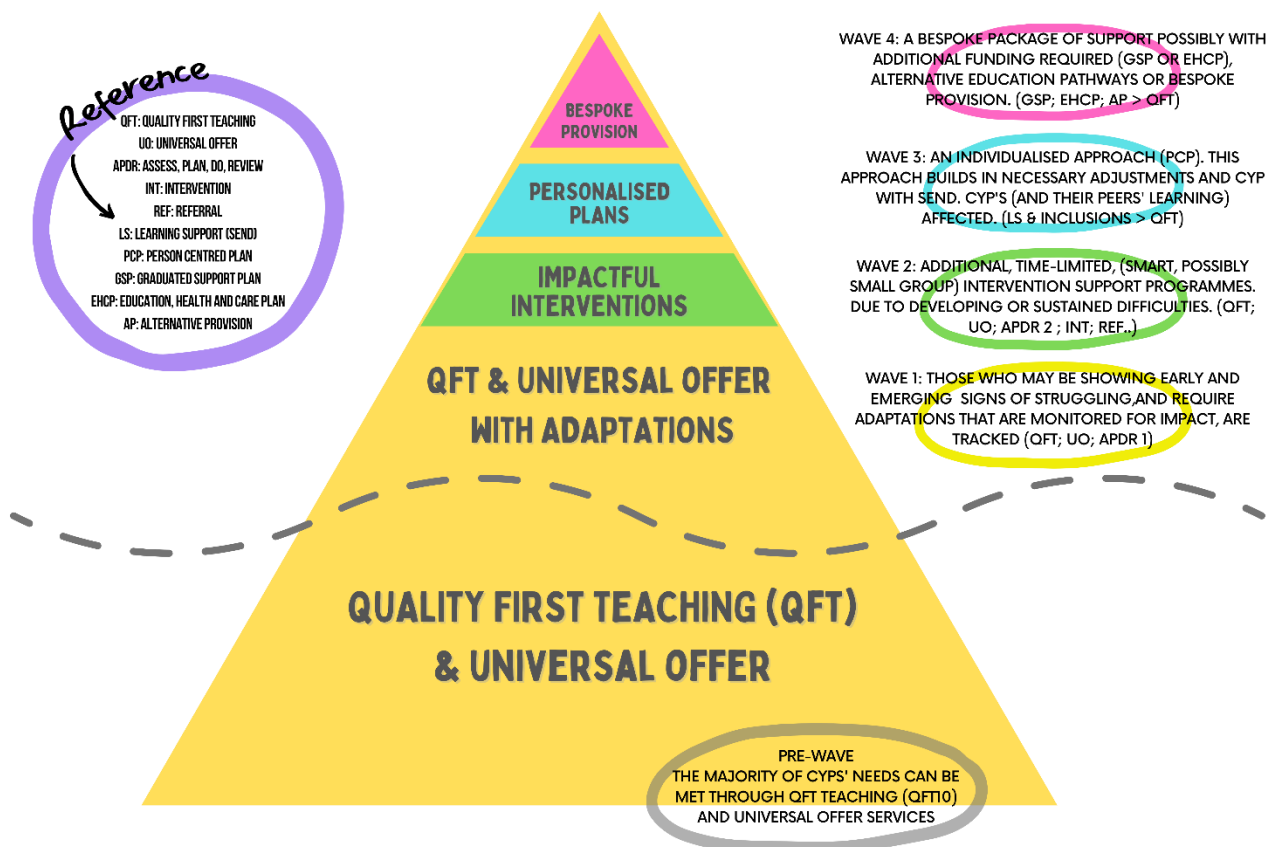 Reference
QFT: QUALITY FIRST TEACHING
UO: UNIVERSAL OFFER
APDR: ASSESS, PLAN, DO, REVIEW
INT: INTERVENTION
REF: REFERRAL
LS: LEARNING SUPPORT (SEND)
PCP: PERSON CENTRED PLAN
GSP: GRADUATED SUPPORT PLAN
EHCP: EDUCATION, HEALTH AND CARE PLAN
AP: ALTERNATIVE PROVISION
BESPOKE
PROVISION
PERSONALISED
PLANS
IMPACTFUL
INTERVENTIONS
QFT & UNIVERSAL OFFER
WITH ADAPTATIONS
QUALITY FIRST TEACHING (QFT)
& UNIVERSAL OFFER
WAVE 4: A BESPOKE PACKAGE OF SUPPORT POSSIBLY WITH
ADDITIONAL FUNDING REQUIRED (GSP OR EHCP),
ALTERNATIVE EDUCATION PATHWAYS OR BESPOKE
PROVISION. (GSP; EHCP; AP > QFT)
WAVE 3: AN INDIVIDUALISED APPROACH (PCP). THIS
APPROACH BUILDS IN NECESSARY ADJUSTMENTS AND CYP
WITH SEND. CYP'S (AND THEIR PEERS' LEARNING)
AFFECTED. (LS & INCLUSIONS > QFT)
WAVE 2: ADDITIONAL, TIME-LIMITED, (SMART, POSSIBLY
SMALL GROUP) INTERVENTION SUPPORT PROGRAMMES.
DUE TO DEVELOPING OR SUSTAINED DIFFICULTIES. (QFT;
UO; APDR 2 ; INT; REF..)
WAVE 1: THOSE WHO MAY BE SHOWING EARLY AND
EMERGING SIGNS OF STRUGGLING,AND REQUIRE
ADAPTATIONS THAT ARE MONITORED FOR IMPACT, ARE
TRACKED (QFT; UO; APDR 1)
PRE-WAVE
THE MAJORITY OF CYPS' NEEDS CAN BE
MET THROUGH QFT TEACHING (QFT10)
AND UNIVERSAL OFFER SERVICES